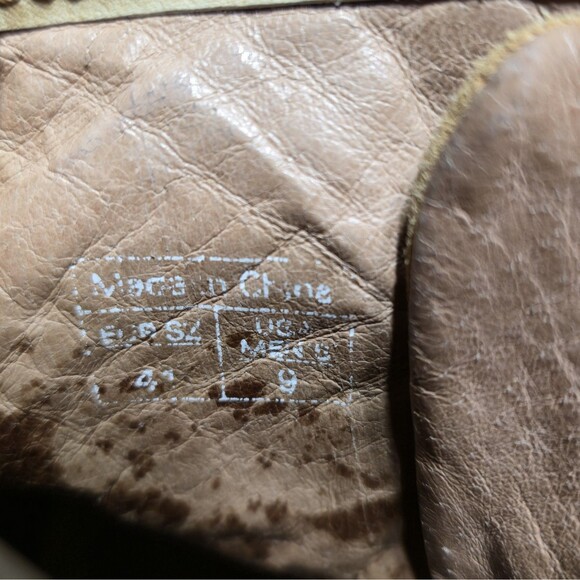 Made in China
EUR SZ
41
USA
MEN'S
9